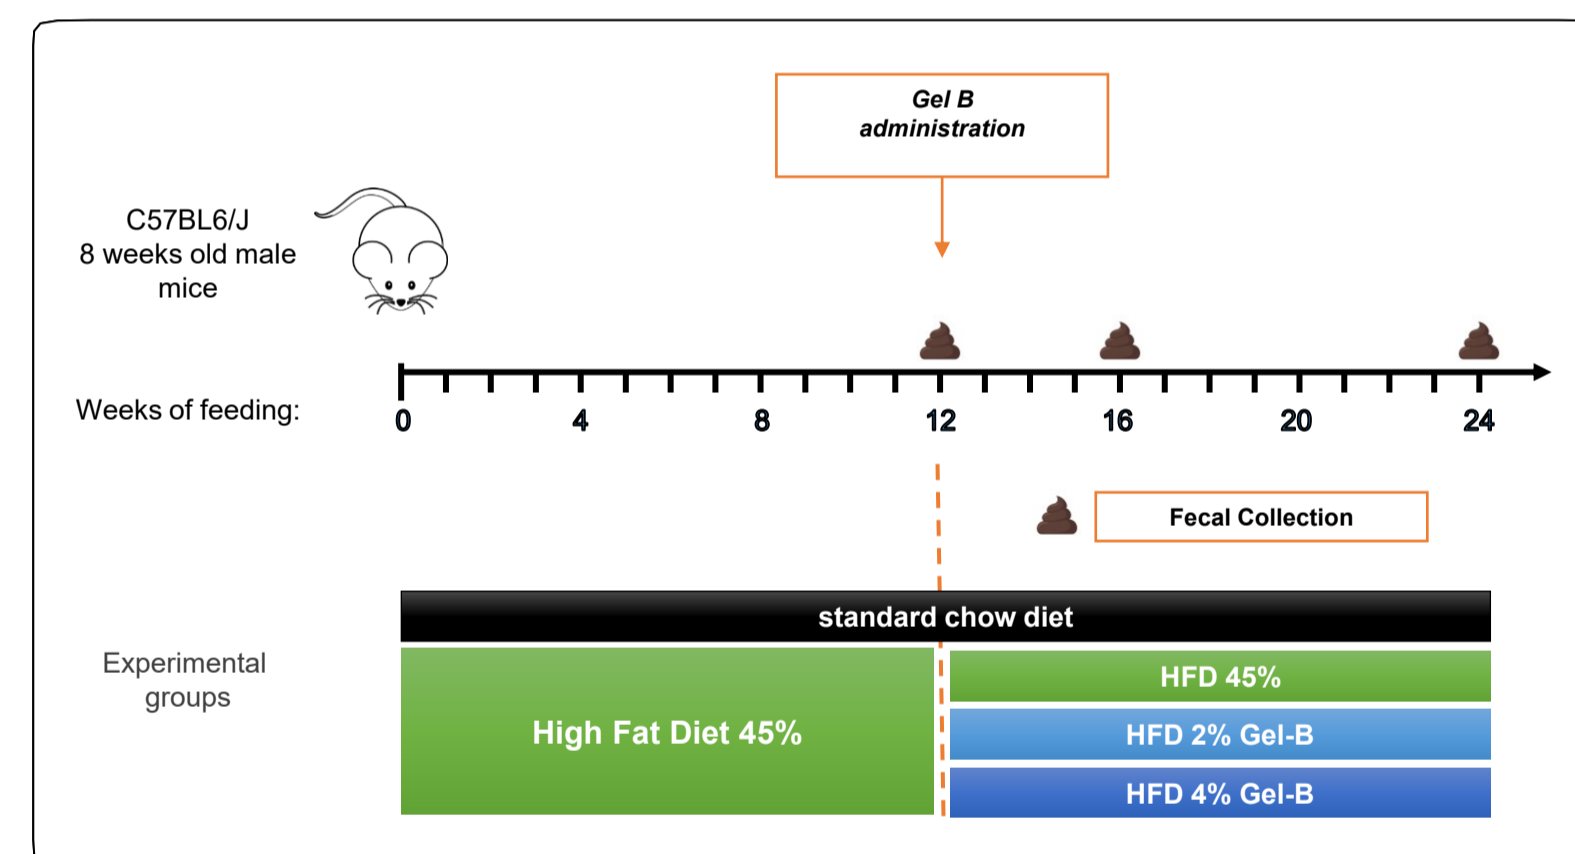 Gel B
administration
C57BL6/J
8 weeks old male
mice
Weeks of feeding:
0 4 8 12 16 20 24
Fecal Collection
standard chow diet
Experimental
groups
High Fat Diet 45%
HFD 45%
HFD 2% Gel-B
HFD 4% Gel-B